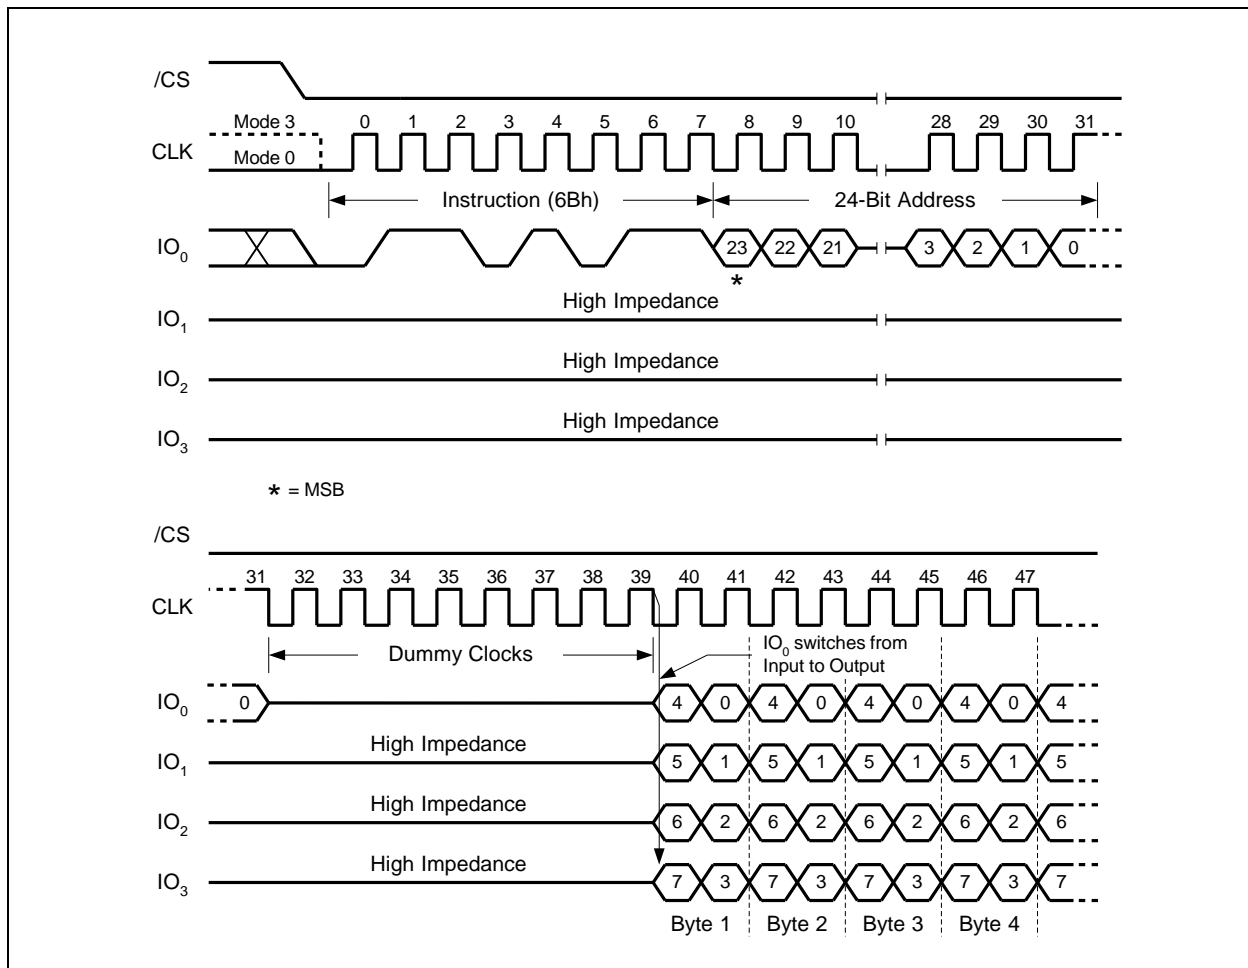 /CS
Mode 3 0 1 2 3 4 5 6 7 8 9 10 28 29 30 31
CLK
Mode 0
Instruction (6Bh) 24-Bit Address
IO0 23 22 21 3 2 1 0
*
High Impedance
IO1
High Impedance
IO2
High Impedance
IO3
* = MSB
/CS
31 32 33 34 35 36 37 38 39 40 41 42 43 44 45 46 47
CLK
Dummy Clocks
IO0 switches from
Input to Output
IO0 0 4 0 4 0 4 0 4 0 4
High Impedance
IO1 5 1 5 1 5 1 5 1 5
High Impedance
IO2 6 2 6 2 6 2 6 2 6
High Impedance
IO3 7 3 7 3 7 3 7 3 7
Byte 1 Byte 2 Byte 3 Byte 4